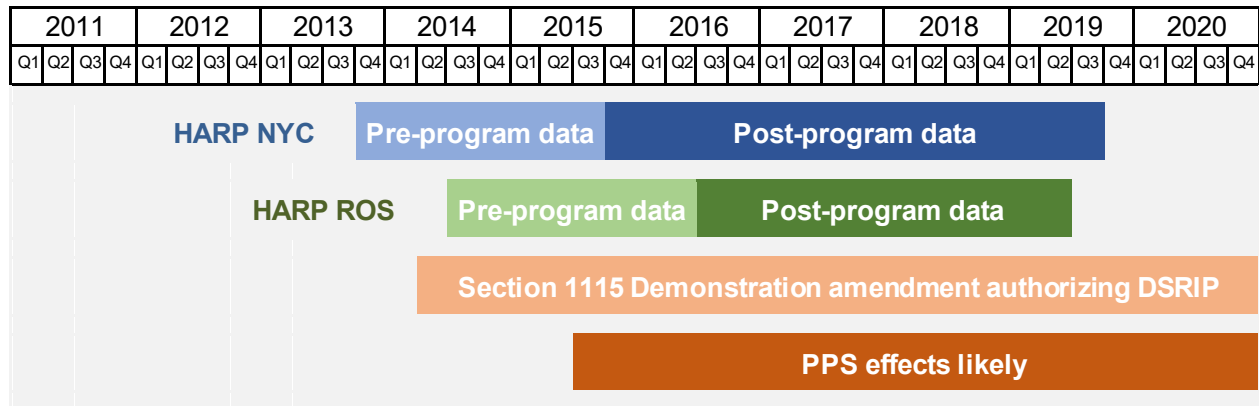 2011 2012 2013 2014 2015 2016 2017 2018 2019 2020
Q1 Q2 Q3 Q4 Q1 Q2 Q3 Q4 Q1 Q2 Q3 Q4 Q1 Q2 Q3 Q4 Q1 Q2 Q3 Q4 Q1 Q2 Q3 Q4 Q1 Q2 Q3 Q4 Q1 Q2 Q3 Q4 Q1 Q2 Q3 Q4 Q1 Q2 Q3 Q4
HARP NYC Pre-program data Post-program data
HARP ROS Pre-program data Post-program data
Section 1115 Demonstration amendment authorizing DSRIP
PPS effects likely